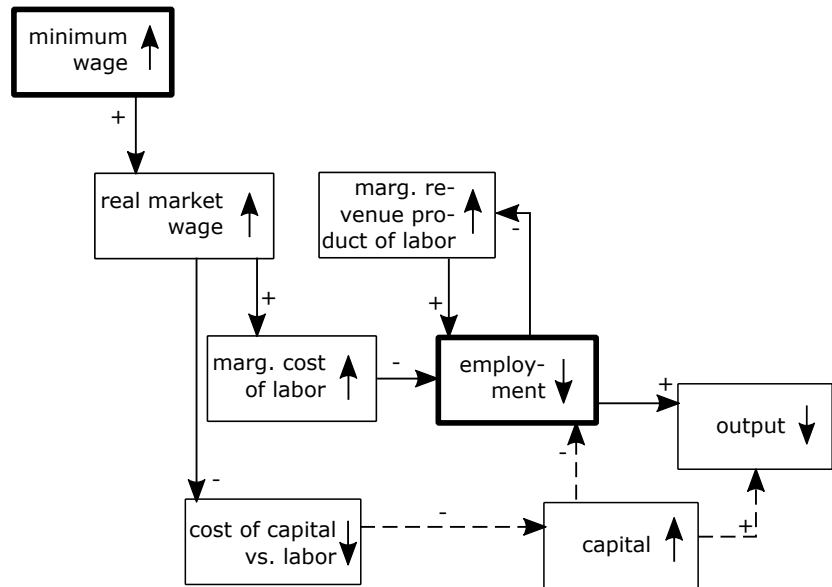 minimum
wage
+
real market
wage
marg. re-
venue pro-
duct of labor
-
+
+
marg. cost
of labor
-
employ-
ment
+
output
-
-
cost of capital
vs. labor
-
capital
+